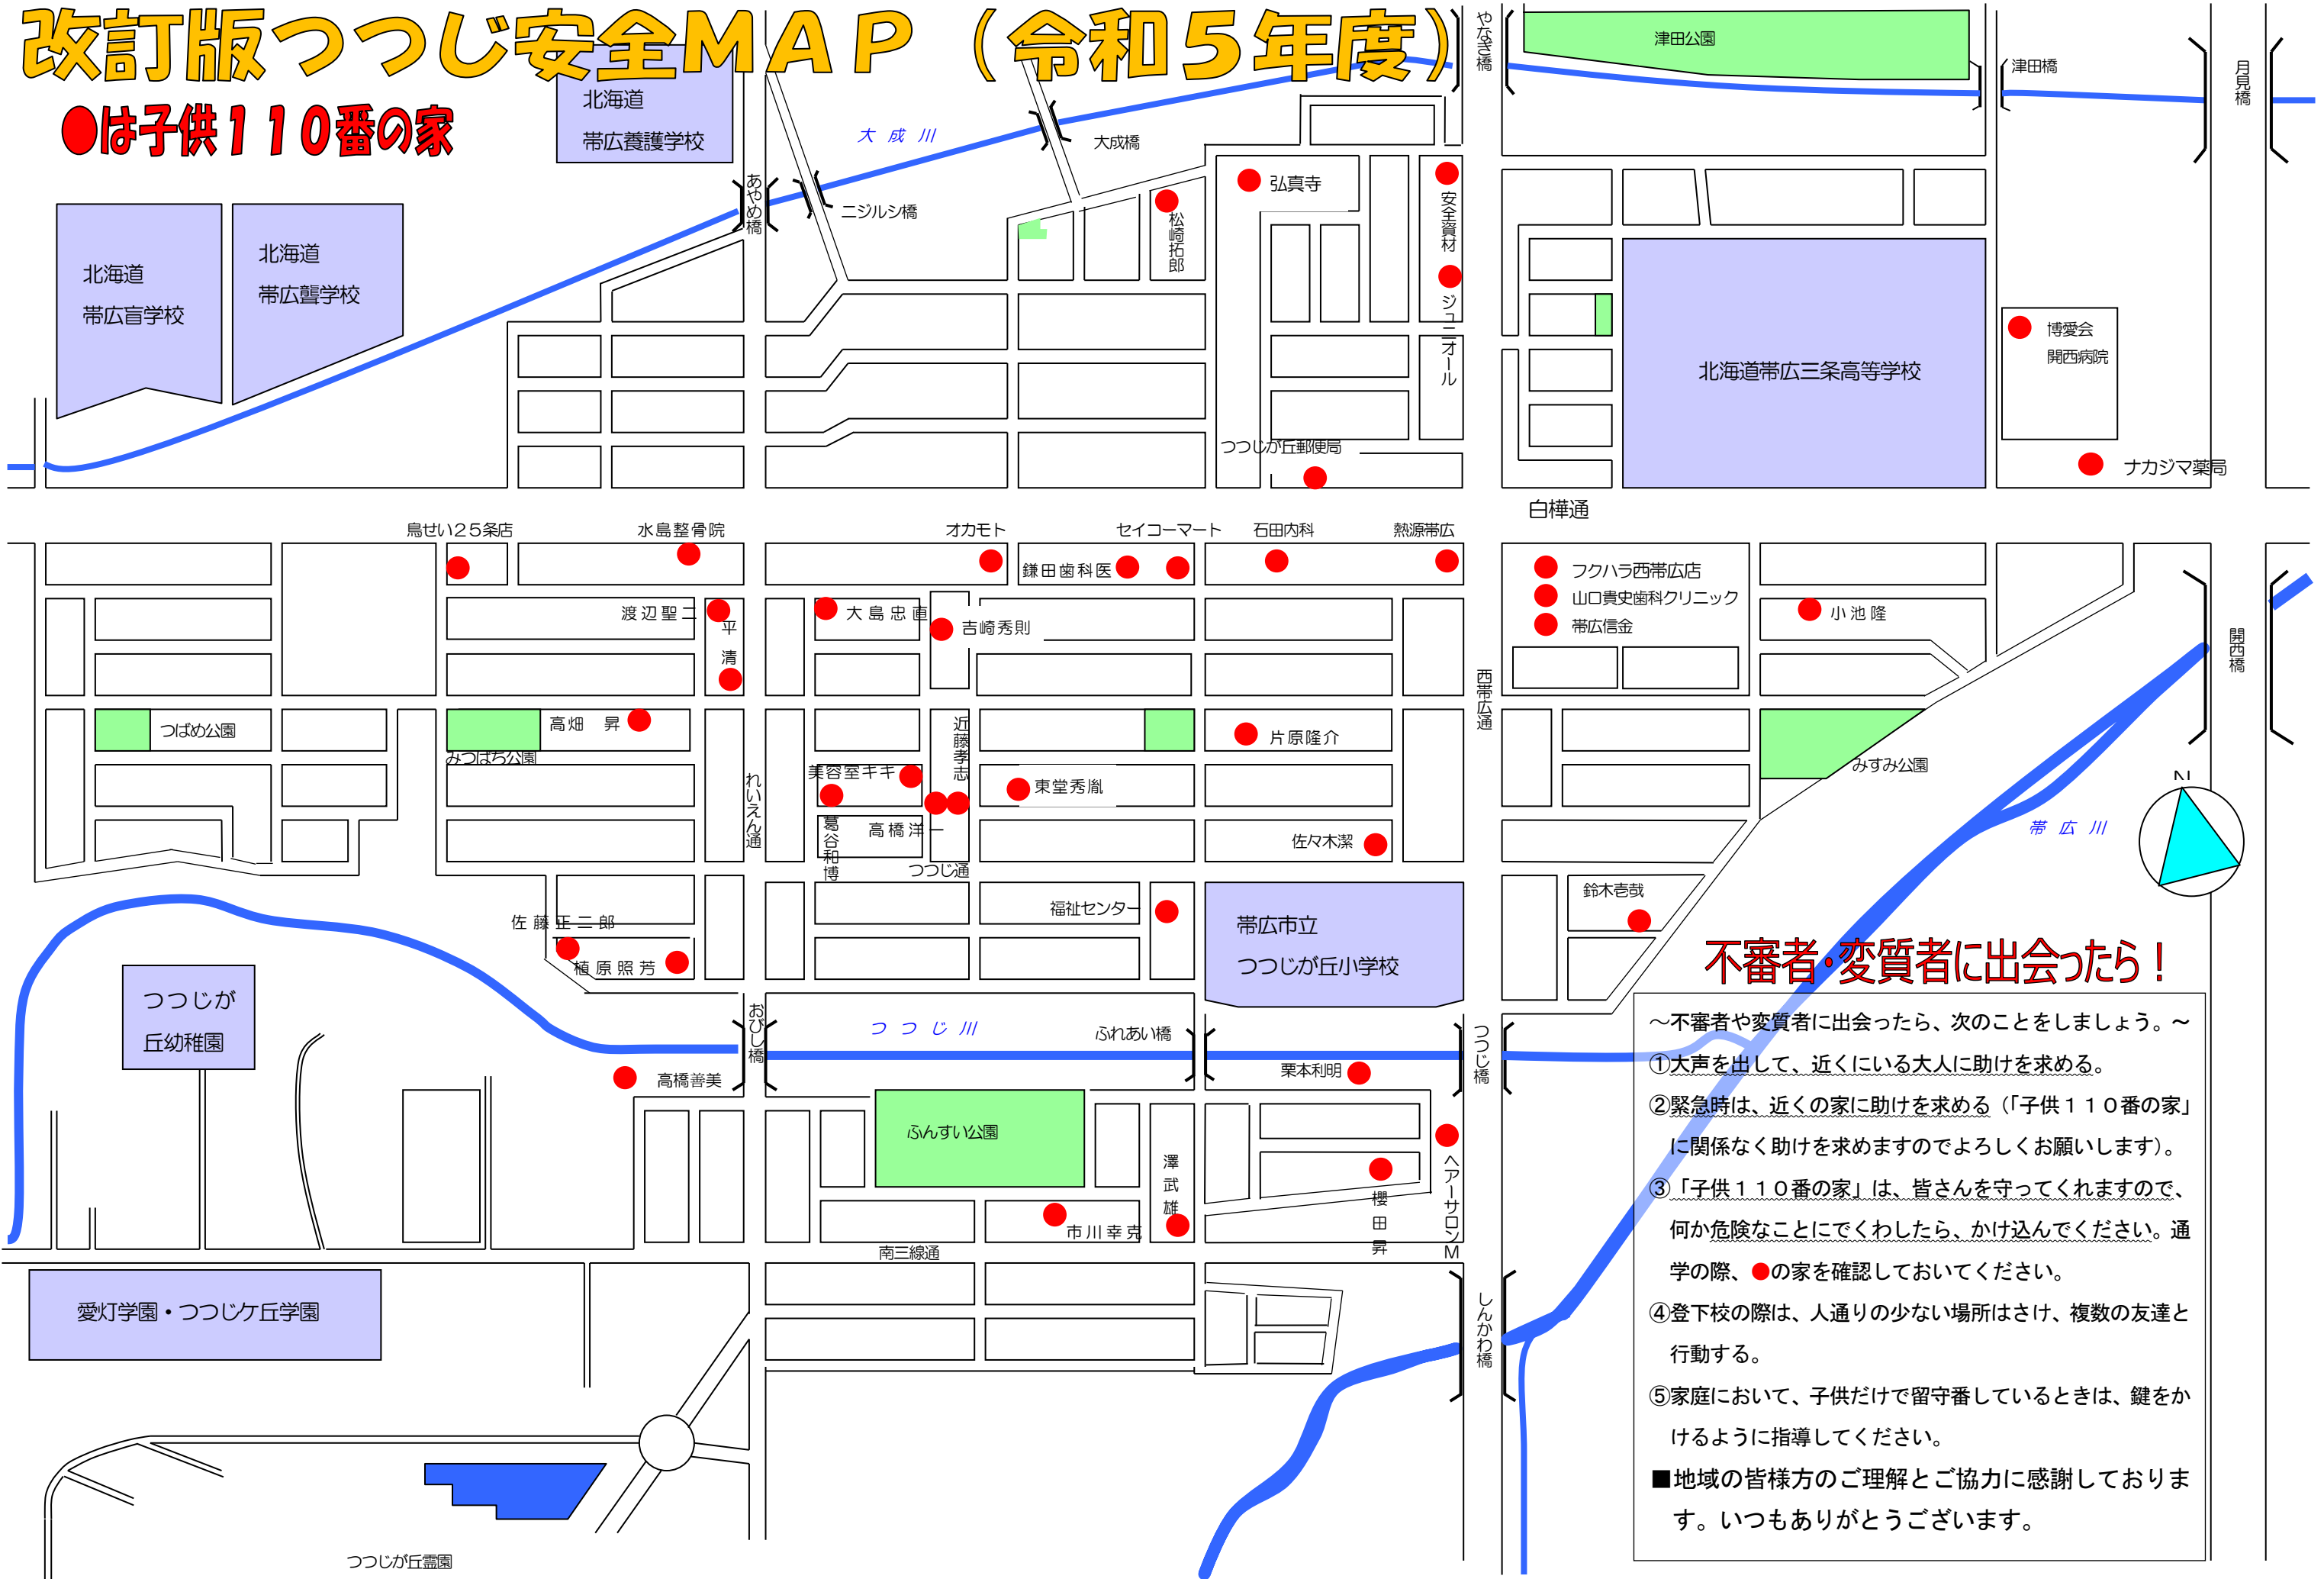 改訂版つつじ安全ＭＡＰ（令和５年度）
●は子供１１０番の家
北海道
帯広養護学校
北海道
帯広盲学校
北海道
帯広聾学校
大成川
あやめ橋
ニジルシ橋
大成橋
やなぎ橋
津田公園
津田橋
月見橋
松崎拓郎
弘真寺
安全資材
ジュニオール
北海道帯広三条高等学校
博愛会
開西病院
ナカジマ薬局
つつじが丘郵便局
白樺通
鳥せい２５条店
水島整骨院
オカモト
セイコーマート
石田内科
熱源帯広
鎌田歯科医
フクハラ西帯広店
山口貴史歯科クリニック
帯広信金
渡辺聖二
平清
大島忠直
吉崎秀則
小池隆
開西橋
西帯広通
つばめ公園
みつばち公園
高畑　昇
近藤孝志
片原隆介
みすみ公園
美容室キキ
東堂秀胤
れいえん通
葛谷和博
高橋洋一
佐々木潔
つつじ通
N
帯広川
鈴木壱哉
福祉センター
帯広市立
つつじが丘小学校
佐藤正二郎
植原照芳
つつじが
丘幼稚園
おびし橋
つつじ川
ふれあい橋
つつじ橋
高橋善美
栗本利明
ふんすい公園
澤武雄
市川幸克
櫻田昇
ヘアーサロンＭ
南三線通
しんかわ橋
愛灯学園・つつじケ丘学園
つつじが丘霊園
不審者・変質者に出会ったら！
～不審者や変質者に出会ったら、次のことをしましょう。～
①大声を出して、近くにいる大人に助けを求める。
②緊急時は、近くの家に助けを求める（「子供１１０番の家」
に関係なく助けを求めますのでよろしくお願いします）。
③「子供１１０番の家」は、皆さんを守ってくれますので、
何か危険なことにでくわしたら、かけ込んでください。通
学の際、●の家を確認しておいてください。
④登下校の際は、人通りの少ない場所はさけ、複数の友達と
行動する。
⑤家庭において、子供だけで留守番しているときは、鍵をか
けるように指導してください。
■地域の皆様方のご理解とご協力に感謝しておりま
す。いつもありがとうございます。